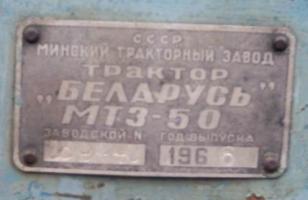 СССР
МИНСКИЙ ТРАКТОРНЫЙ ЗАВОД
ТРАКТОР
„БЕЛАРУСЬ"
МТЗ-50
ЗАВОДСКОЙ-N ГОД ВЫПУСКА
196